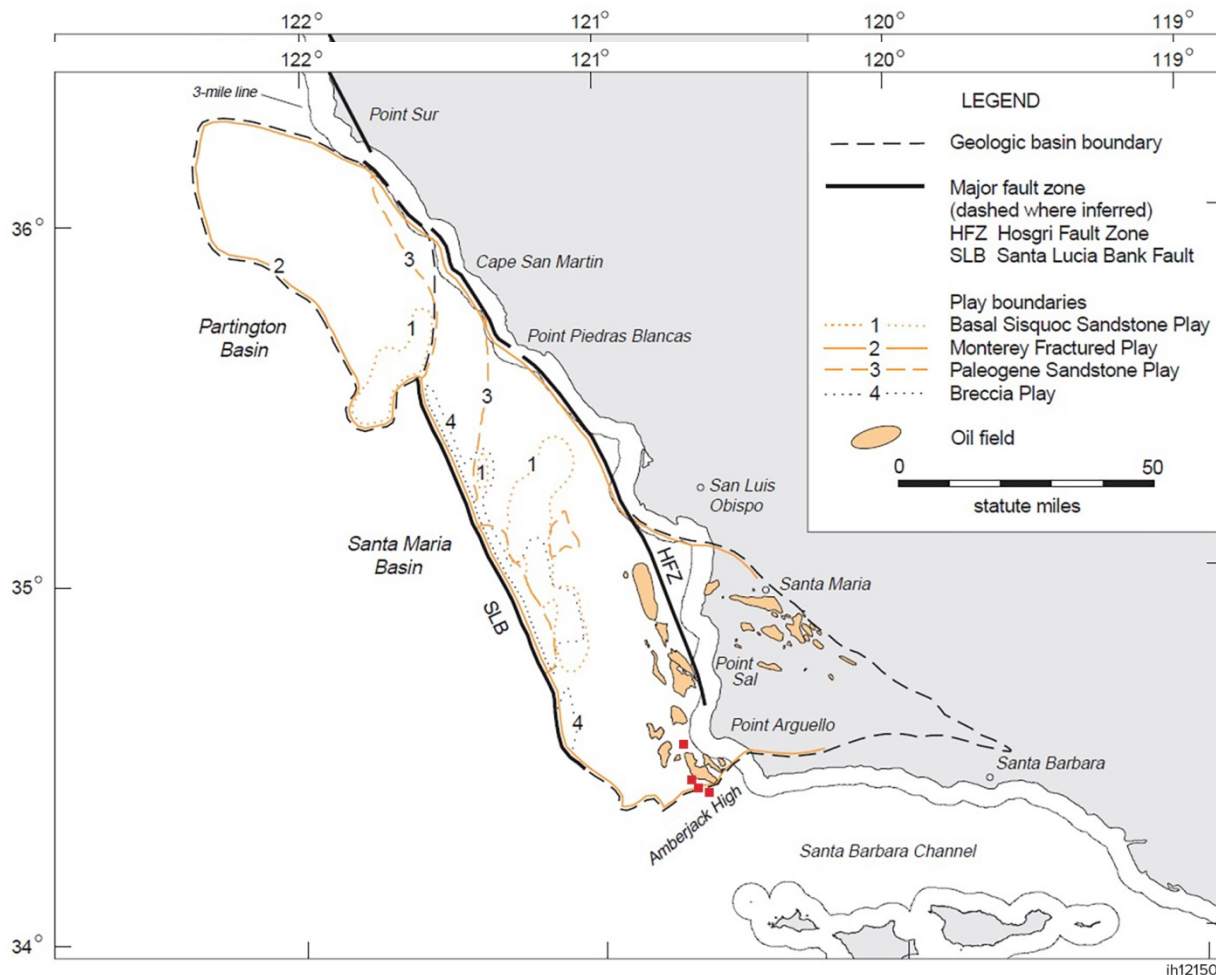 122°
121°
120°
119°
122°
121°
120°
119°
3-mile line
Point Sur
LEGEND
Geologic basin boundary
Major fault zone
(dashed where inferred)
HFZ Hosgri Fault Zone
SLB Santa Lucia Bank Fault
Play boundaries
1 Basal Sisquoc Sandstone Play
2 Monterey Fractured Play
3 Paleogene Sandstone Play
4 Breccia Play
Oil field
0 50
statute miles
36°
2
3
Cape San Martin
Partington
Basin
1
Point Piedras Blancas
3
4
1
1
San Luis
Obispo
Santa Maria
Basin
HFZ
35°
Santa Maria
SLB
Point
Sal
4
Point Arguello
Santa Barbara
Amberjack High
Santa Barbara Channel
34°
ih12150